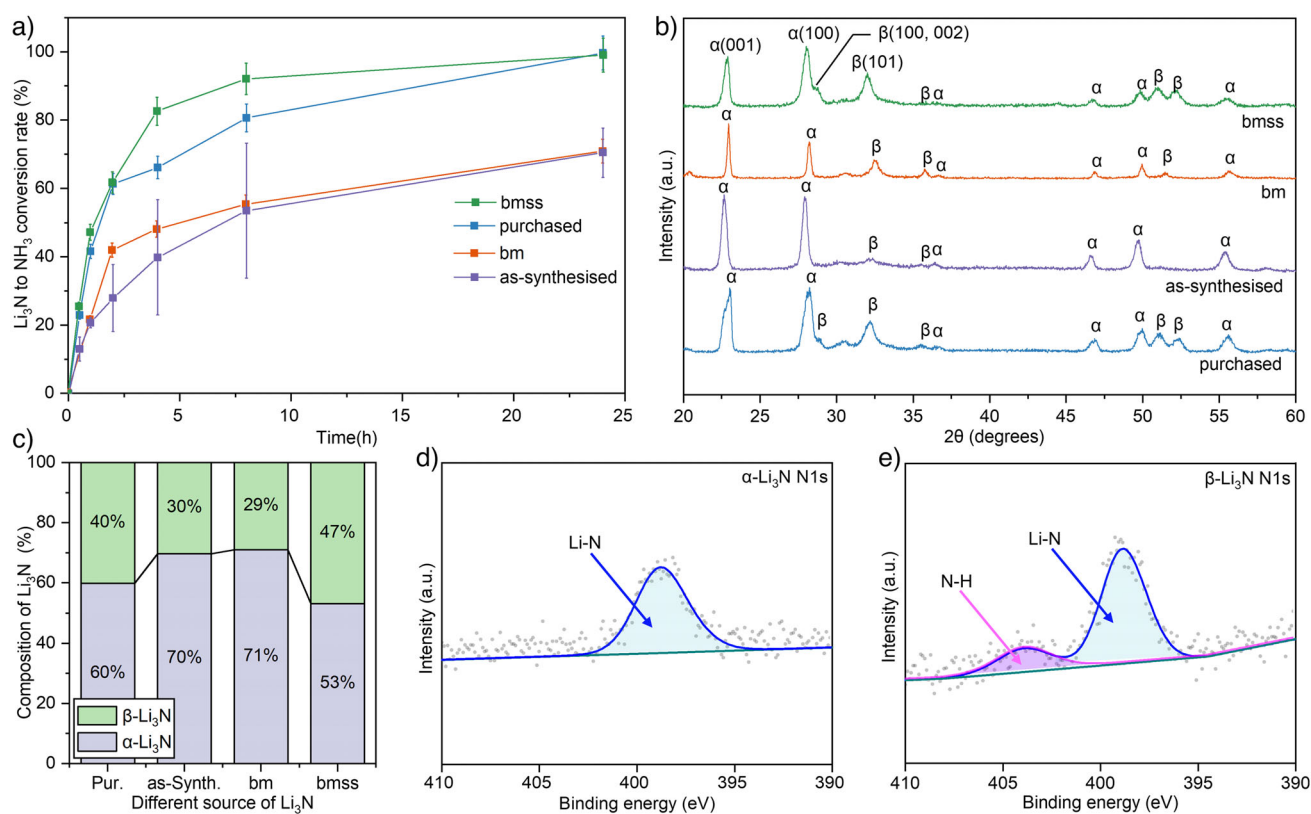 a)
Li₃N to NH₃ conversion rate (%)
100
80
60
40
20
0
bmss
purchased
bm
as-synthesised
0
5
10
15
20
25
Time(h)
b)
Intensity (a.u.)
α(001)
α(100)
β(100, 002)
β(101)
β
α
α
α
β
β
α
bmss
α
α
β
β
α
α
α
β
α
bm
α
α
β
β
α
α
α
α
as-synthesised
α
α
β
β
β
α
α
α
β
β
α
purchased
20
25
30
35
40
45
50
55
60
2θ (degrees)
c)
Composition of Li₃N (%)
100
80
60
40
20
0
40%
30%
29%
47%
60%
70%
71%
53%
β-Li₃N
α-Li₃N
Pur.
as-Synth.
bm
bmss
Different source of Li₃N
d)
α-Li₃N N1s
Li-N
Intensity (a.u.)
410
405
400
395
390
Binding energy (eV)
e)
β-Li₃N N1s
Li-N
N-H
Intensity (a.u.)
410
405
400
395
390
Binding energy (eV)